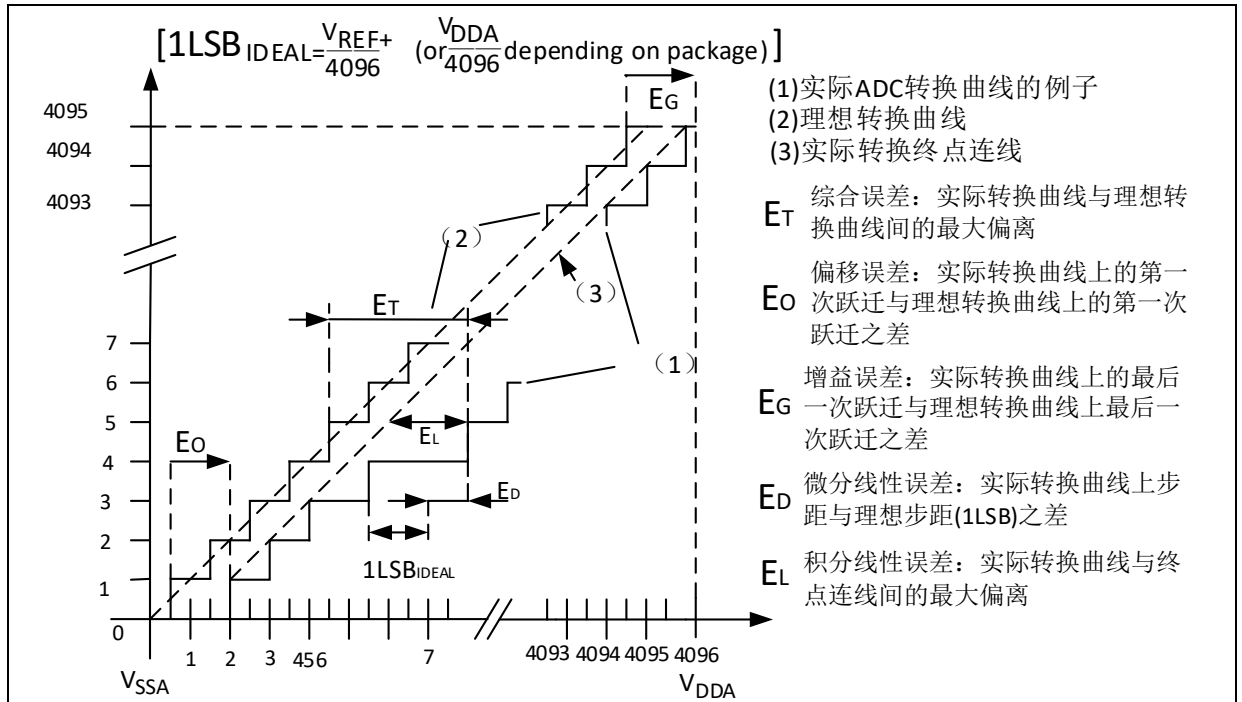 [1LSB IDEAL= VREF+/4096 (or VDDA/4096 depending on package)]
EG
(1)实际ADC转换曲线的例子
(2)理想转换曲线
(3)实际转换终点连线
ET 综合误差：实际转换曲线与理想转
换曲线间的最大偏离
EO 偏移误差：实际转换曲线上的第一
次跃迁与理想转换曲线上的第一次
跃迁之差
EG 增益误差：实际转换曲线上的最后
一次跃迁与理想转换曲线上最后一
次跃迁之差
ED 微分线性误差：实际转换曲线上步
距与理想步距(1LSB)之差
EL 积分线性误差：实际转换曲线与终
点连线间的最大偏离
4095
4094
4093
7
6
5
4
3
2
1
0
（2）
（3）
（1）
ET
EO
EL
ED
1LSBIDEAL
1 2 3 456 7 4093 4094 4095 4096
VSSA VDDA